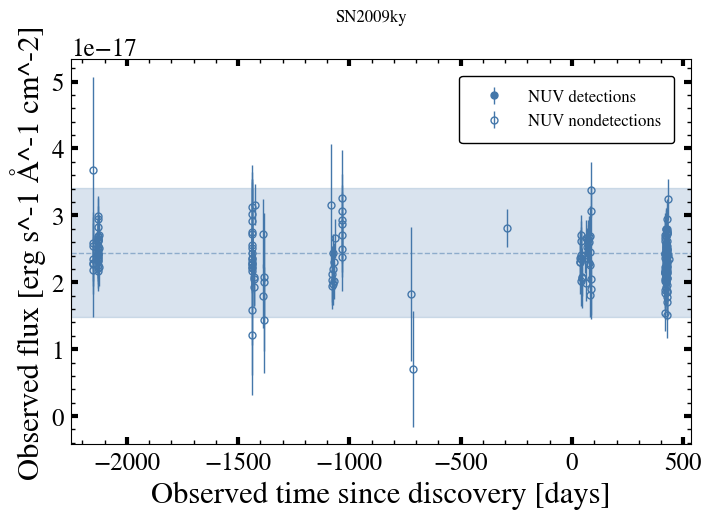 SN2009ky
1e−17
Observed flux [erg s^-1 Å^-1 cm^-2]
5
4
3
2
1
0
NUV detections
NUV nondetections
−2000 −1500 −1000 −500 0 500
Observed time since discovery [days]